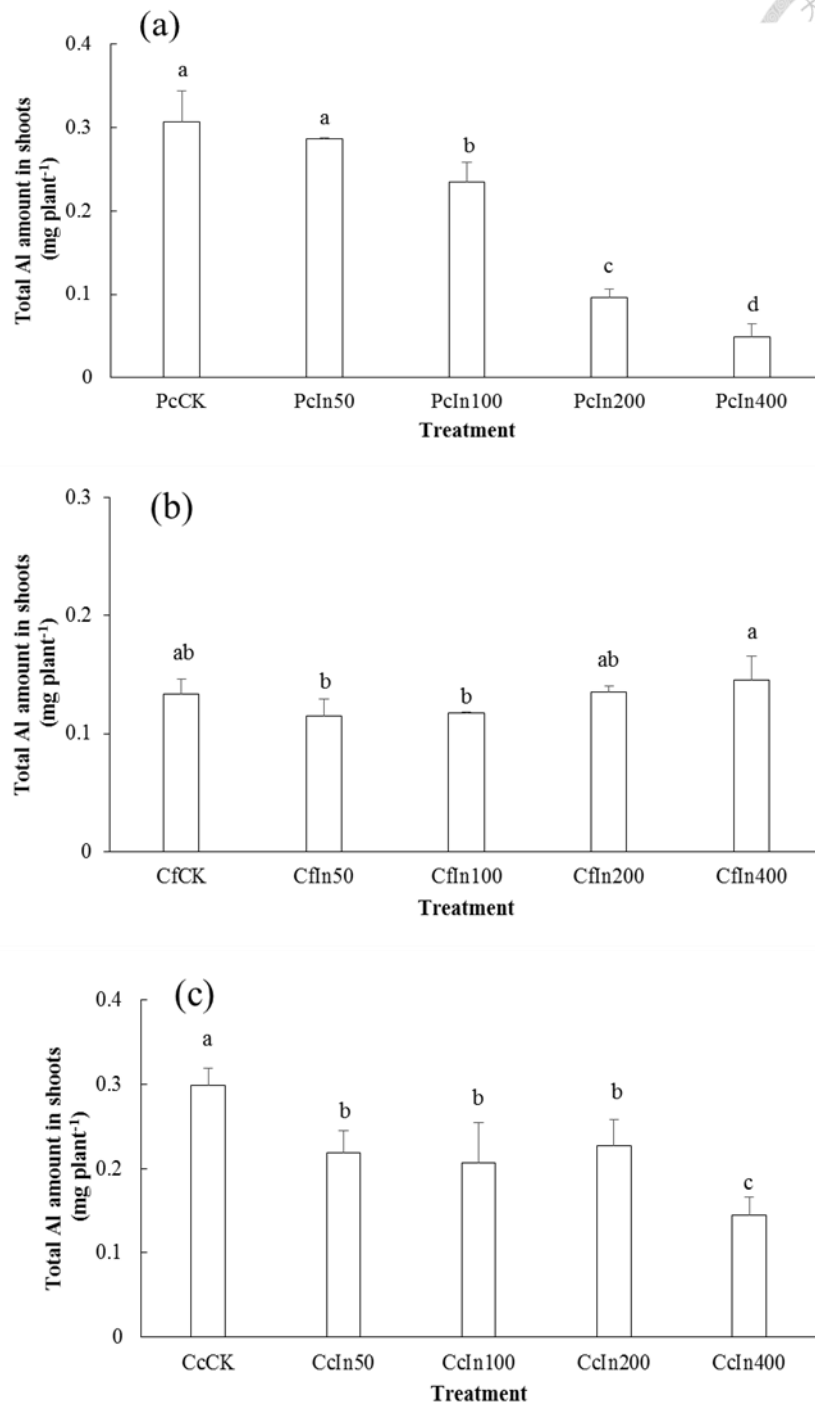 (a)
0.4
0.3
0.2
0.1
0
Total Al amount in shoots
(mg plant-1)
a
a
b
c
d
PcCK
PcIn50
PcIn100
PcIn200
PcIn400
Treatment
(b)
0.3
0.2
0.1
0
Total Al amount in shoots
(mg plant-1)
ab
b
b
ab
a
CfCK
CfIn50
CfIn100
CfIn200
CfIn400
Treatment
(c)
0.4
0.3
0.2
0.1
0
Total Al amount in shoots
(mg plant-1)
a
b
b
b
c
CcCK
CcIn50
CcIn100
CcIn200
CcIn400
Treatment